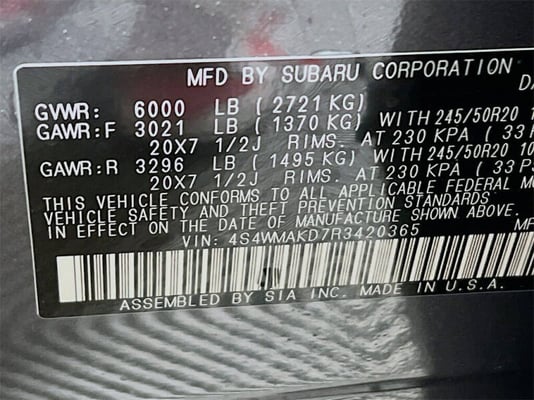 MFD BY SUBARU CORPORATION
GVWR: 6000 LB ( 2721 KG)
GAWR:F 3021 LB ( 1370 KG) WITH 245/50R20
20X7 1/2J RIMS. AT 230 KPA ( 33
GAWR:R 3296 LB ( 1495 KG) WITH 245/50R20
20X7 1/2J RIMS. AT 230 KPA ( 33
THIS VEHICLE CONFORMS TO ALL APPLICABLE FEDERAL
VEHICLE SAFETY AND THEFT PREVENTION STANDARDS
IN EFFECT ON THE DATE OF MANUFACTURE SHOWN ABOVE.
VIN: 4S4WMAKD7R3420365
ASSEMBLED BY SIA INC. MADE IN U.S.A.